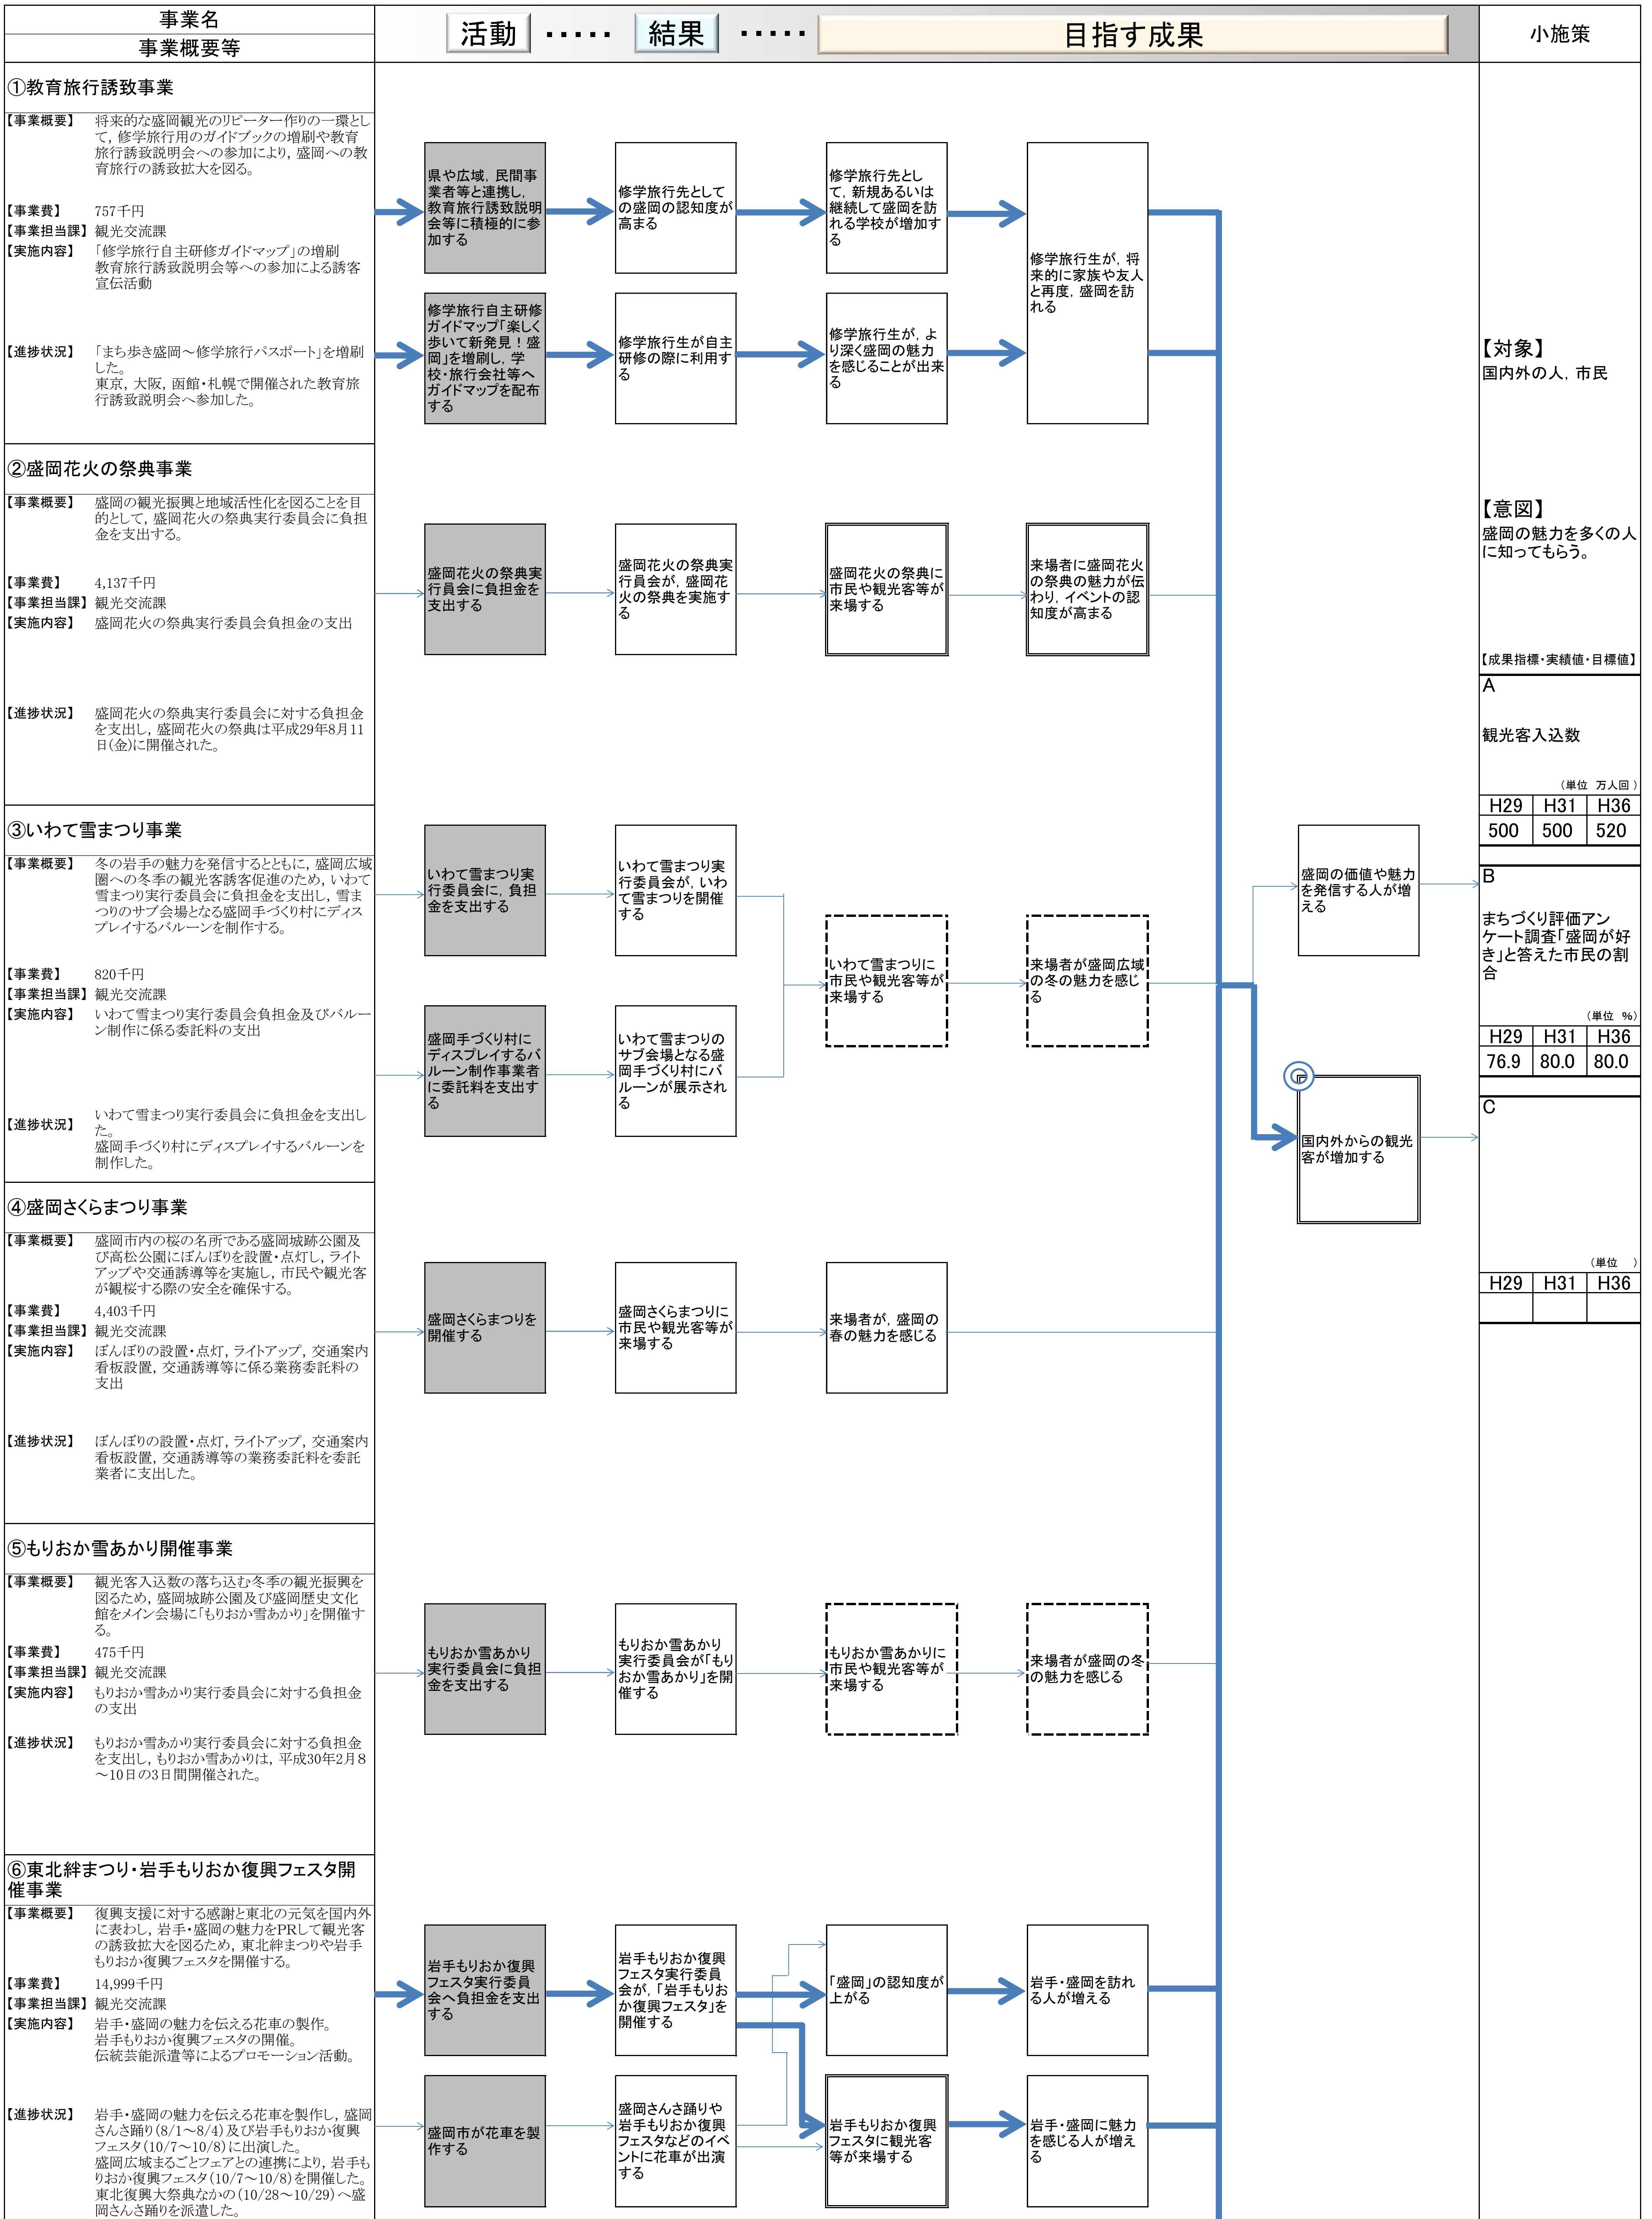 事業名
事業概要等
活動 ····· 結果 ····· 目指す成果
小施策
①教育旅行誘致事業
【事業概要】 将来的な盛岡観光のリピーター作りの一環とし
て，修学旅行用のガイドブックの増刷や教育
旅行誘致説明会への参加により，盛岡への教
育旅行の誘致拡大を図る。
【事業費】 757千円
【事業担当課】 観光交流課
【実施内容】 「修学旅行自主研修ガイドマップ」の増刷
教育旅行誘致説明会等への参加による誘客
宣伝活動
【進捗状況】 「まち歩き盛岡～修学旅行パスポート」を増刷
した。
東京，大阪，函館・札幌で開催された教育旅
行誘致説明会へ参加した。
県や広域，民間事
業者等と連携し，
教育旅行誘致説明
会等に積極的に参
加する
修学旅行先として
の盛岡の認知度が
高まる
修学旅行先とし
て，新規あるいは
継続して盛岡を訪
れる学校が増加す
る
修学旅行生が，将
来的に家族や友人
と再度，盛岡を訪
れる
修学旅行自主研修
ガイドマップ「楽しく
歩いて新発見！盛
岡」を増刷し，学
校・旅行会社等へ
ガイドマップを配布
する
修学旅行生が自主
研修の際に利用す
る
修学旅行生が，よ
り深く盛岡の魅力
を感じることが出来
る
②盛岡花火の祭典事業
【事業概要】 盛岡の観光振興と地域活性化を図ることを目
的として，盛岡花火の祭典実行委員会に負担
金を支出する。
【事業費】 4,137千円
【事業担当課】 観光交流課
【実施内容】 盛岡花火の祭典実行委員会負担金の支出
【進捗状況】 盛岡花火の祭典実行委員会に対する負担金
を支出し，盛岡花火の祭典は平成29年8月11
日(金)に開催された。
盛岡花火の祭典実
行員会に負担金を
支出する
盛岡花火の祭典実
行員会が，盛岡花
火の祭典を実施す
る
盛岡花火の祭典に
市民や観光客等が
来場する
来場者に盛岡花火
の祭典の魅力が伝
わり，イベントの認
知度が高まる
③いわて雪まつり事業
【事業概要】 冬の岩手の魅力を発信するとともに，盛岡広域
圏への冬季の観光客誘客促進のため，いわて
雪まつり実行委員会に負担金を支出し，雪ま
つりのサブ会場となる盛岡手づくり村にディス
プレイするバルーンを制作する。
【事業費】 820千円
【事業担当課】 観光交流課
【実施内容】 いわて雪まつり実行委員会負担金及びバルー
ン制作に係る委託料の支出
【進捗状況】 いわて雪まつり実行委員会に負担金を支出し
た。
盛岡手づくり村にディスプレイするバルーンを
制作した。
いわて雪まつり実
行委員会に，負担
金を支出する
いわて雪まつり実
行委員会が，いわ
て雪まつりを開催
する
盛岡手づくり村に
ディスプレイするバ
ルーン制作事業者
に委託料を支出す
る
いわて雪まつりの
サブ会場となる盛
岡手づくり村にバ
ルーンが展示され
る
いわて雪まつりに
市民や観光客等が
来場する
来場者が盛岡広域
の冬の魅力を感じ
る
盛岡の価値や魅力
を発信する人が増
える
国内外からの観光
客が増加する
④盛岡さくらまつり事業
【事業概要】 盛岡市内の桜の名所である盛岡城跡公園及
び高松公園にぼんぼりを設置・点灯し，ライト
アップや交通誘導等を実施し，市民や観光客
が観桜する際の安全を確保する。
【事業費】 4,403千円
【事業担当課】 観光交流課
【実施内容】 ぼんぼりの設置・点灯，ライトアップ，交通案内
看板設置，交通誘導等に係る業務委託料の
支出
【進捗状況】 ぼんぼりの設置・点灯，ライトアップ，交通案内
看板設置，交通誘導等の業務委託料を委託
業者に支出した。
盛岡さくらまつりを
開催する
盛岡さくらまつりに
市民や観光客等が
来場する
来場者が，盛岡の
春の魅力を感じる
⑤もりおか雪あかり開催事業
【事業概要】 観光客入込数の落ち込む冬季の観光振興を
図るため，盛岡城跡公園及び盛岡歴史文化
館をメイン会場に「もりおか雪あかり」を開催す
る。
【事業費】 475千円
【事業担当課】 観光交流課
【実施内容】 もりおか雪あかり実行委員会に対する負担金
の支出
【進捗状況】 もりおか雪あかり実行委員会に対する負担金
を支出し，もりおか雪あかりは，平成30年2月8
～10日の3日間開催された。
もりおか雪あかり
実行委員会に負担
金を支出する
もりおか雪あかり
実行委員会が「もり
おか雪あかり」を開
催する
もりおか雪あかりに
市民や観光客等が
来場する
来場者が盛岡の冬
の魅力を感じる
⑥東北絆まつり・岩手もりおか復興フェスタ開
催事業
【事業概要】 復興支援に対する感謝と東北の元気を国内外
に表わし，岩手・盛岡の魅力をPRして観光客
の誘致拡大を図るため，東北絆まつりや岩手
もりおか復興フェスタを開催する。
【事業費】 14,999千円
【事業担当課】 観光交流課
【実施内容】 岩手・盛岡の魅力を伝える花車の製作。
岩手もりおか復興フェスタの開催。
伝統芸能派遣等によるプロモーション活動。
【進捗状況】 岩手・盛岡の魅力を伝える花車を製作し，盛岡
さんさ踊り(8/1～8/4)及び岩手もりおか復興
フェスタ(10/7～10/8)に出演した。
盛岡広域まるごとフェアとの連携により，岩手も
りおか復興フェスタ(10/7～10/8)を開催した。
東北復興大祭典なかの(10/28～10/29)へ盛
岡さんさ踊りを派遣した。
岩手もりおか復興
フェスタ実行委員
会へ負担金を支出
する
岩手もりおか復興
フェスタ実行委員
会が，「岩手もりお
か復興フェスタ」を
開催する
「盛岡」の認知度が
上がる
岩手・盛岡を訪れ
る人が増える
盛岡市が花車を製
作する
盛岡さんさ踊りや
岩手もりおか復興
フェスタなどのイベ
ントに花車が出演
する
岩手もりおか復興
フェスタに観光客
等が来場する
岩手・盛岡に魅力
を感じる人が増え
る
【対象】
国内外の人，市民
【意図】
盛岡の魅力を多くの人
に知ってもらう。
【成果指標・実績値・目標値】
A
観光客入込数
（単位 万人回 ）
H29 H31 H36
500 500 520
B
まちづくり評価アン
ケート調査「盛岡が好
き」と答えた市民の割
合
（単位 %）
H29 H31 H36
76.9 80.0 80.0
C
（単位 ）
H29 H31 H36